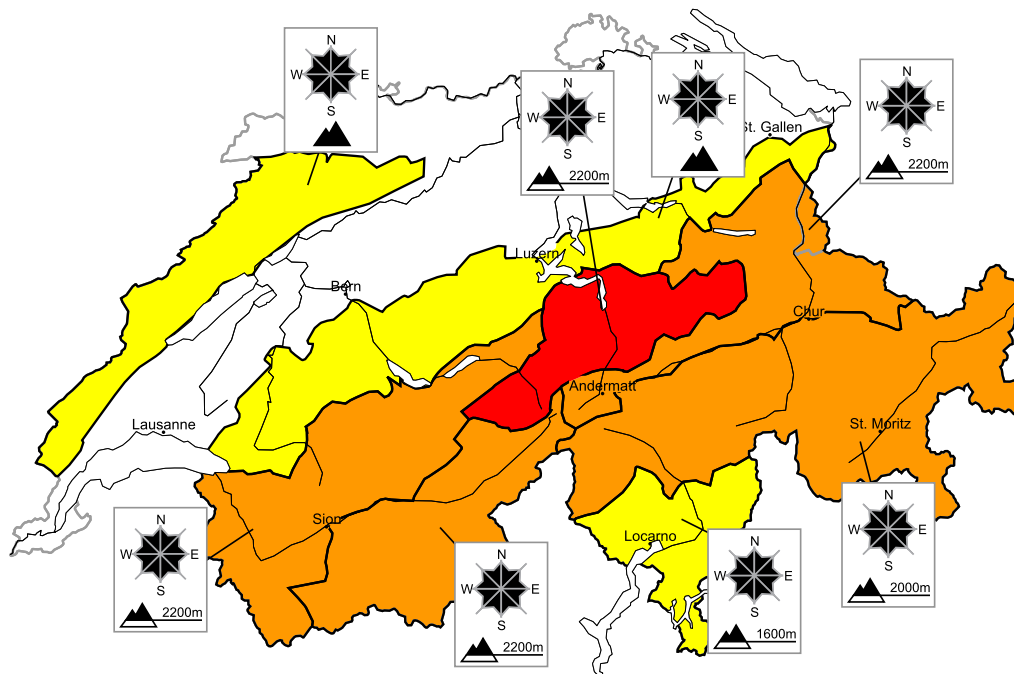 N
W E
S
N
W E
S
2200m
N
W E
S
N
W E
S
2200m
St. Gallen
Luzern
Bern
Chur
Andermatt
Lausanne
St. Moritz
Sion
Locarno
N
W E
S
2200m
N
W E
S
2200m
N
W E
S
1600m
N
W E
S
2000m